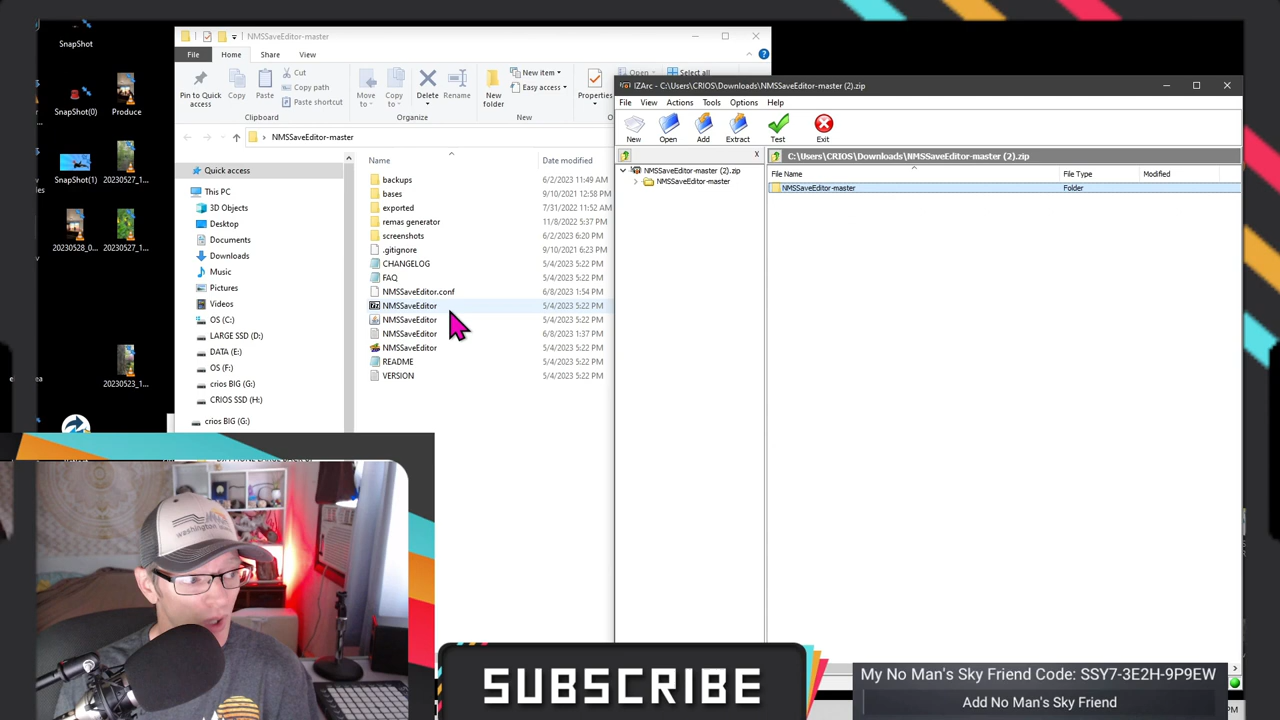 SnapShot
SnapShot(0)
Produce
SnapShot(1)
20230527_1...
20230528_0...
20230527_1...
20230523_1...
NMSSaveEditor-master
File
Home
Share
View
Pin to Quick access
Copy
Paste
Cut
Copy path
Paste shortcut
Clipboard
Move to
Copy to
Delete
Rename
Organize
New folder
New item
Easy access
New
Properties
Open
Select all
NMSSaveEditor-master
Quick access
This PC
3D Objects
Desktop
Documents
Downloads
Music
Pictures
Videos
OS (C:)
LARGE SSD (D:)
DATA (E:)
OS (F:)
crios BIG (G:)
CRIOS SSD (H:)
crios BIG (G:)
Name
Date modified
backups 6/2/2023 11:49 AM
bases 9/10/2021 12:58 PM
exported 7/31/2022 11:52 AM
remas generator 11/8/2022 5:37 PM
screenshots 6/2/2023 6:20 PM
.gitignore 9/10/2021 6:23 PM
CHANGELOG 5/4/2023 5:22 PM
FAQ 5/4/2023 5:22 PM
NMSSaveEditor.conf 6/8/2023 1:54 PM
NMSSaveEditor 5/4/2023 5:22 PM
NMSSaveEditor 5/4/2023 5:22 PM
NMSSaveEditor 6/8/2023 1:37 PM
NMSSaveEditor 5/4/2023 5:22 PM
README 5/4/2023 5:22 PM
VERSION 5/4/2023 5:22 PM
IZArc - C:\Users\CRIOS\Downloads\NMSSaveEditor-master (2).zip
File View Actions Tools Options Help
New Open Add Extract Test Exit
C:\Users\CRIOS\Downloads\NMSSaveEditor-master (2).zip
NMSSaveEditor-master (2).zip
NMSSaveEditor-master
File Name File Type Modified
NMSSaveEditor-master Folder
SUBSCRIBE
My No Man's Sky Friend Code: SSY7-3E2H-9P9EW
Add No Man's Sky Friend